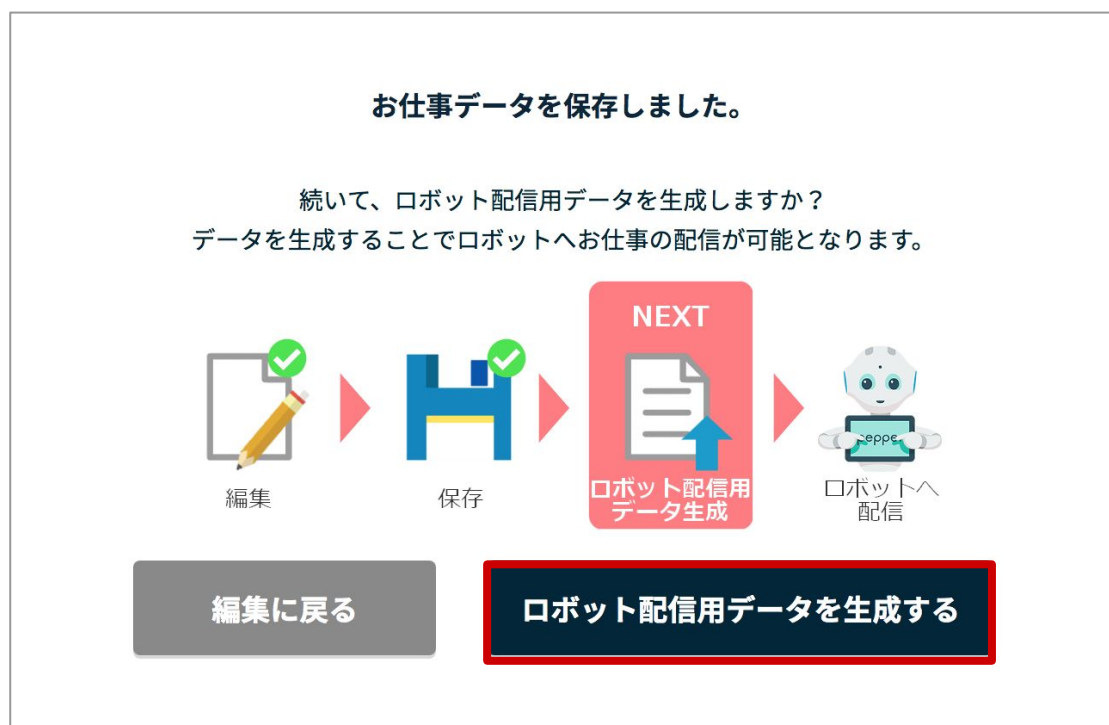 お仕事データを保存しました。
続いて、ロボット配信用データを生成しますか？
データを生成することでロボットへお仕事の配信が可能となります。
NEXT
編集
保存
ロボット配信用
データ生成
ロボットへ
配信
編集に戻る
ロボット配信用データを生成する